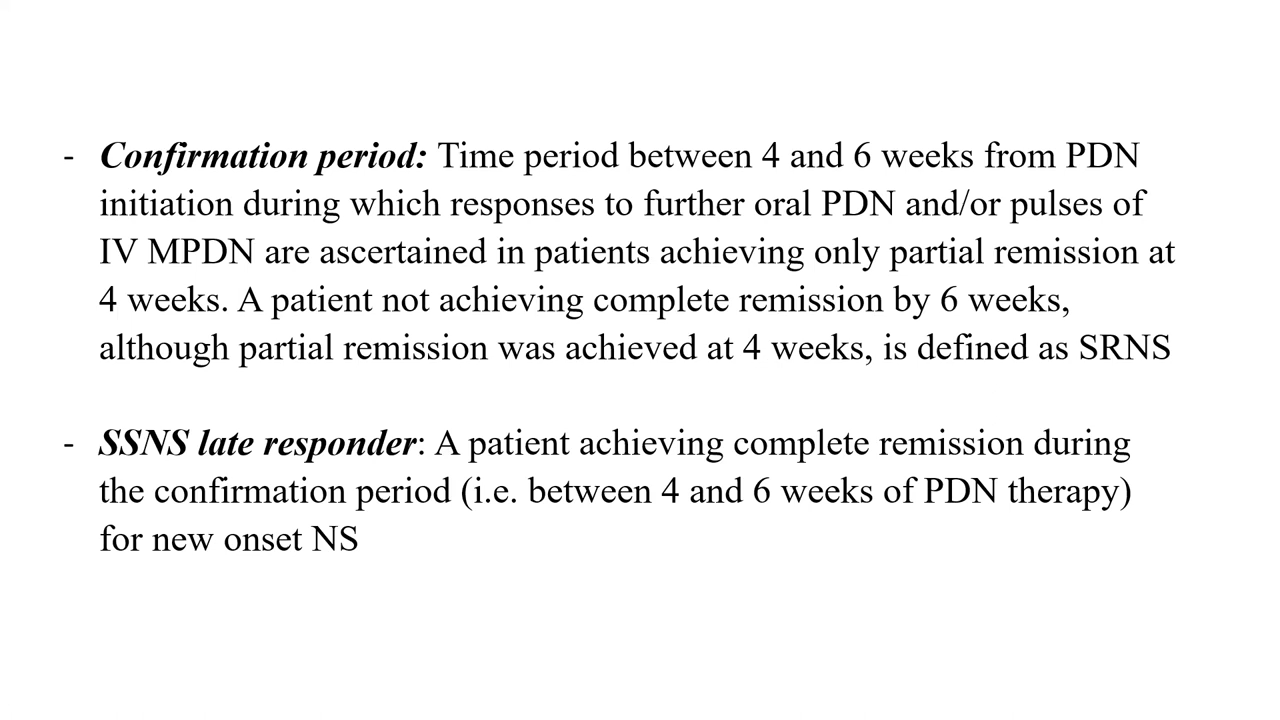 - Confirmation period: Time period between 4 and 6 weeks from PDN
initiation during which responses to further oral PDN and/or pulses of
IV MPDN are ascertained in patients achieving only partial remission at
4 weeks. A patient not achieving complete remission by 6 weeks,
although partial remission was achieved at 4 weeks, is defined as SRNS
- SSNS late responder: A patient achieving complete remission during
the confirmation period (i.e. between 4 and 6 weeks of PDN therapy)
for new onset NS